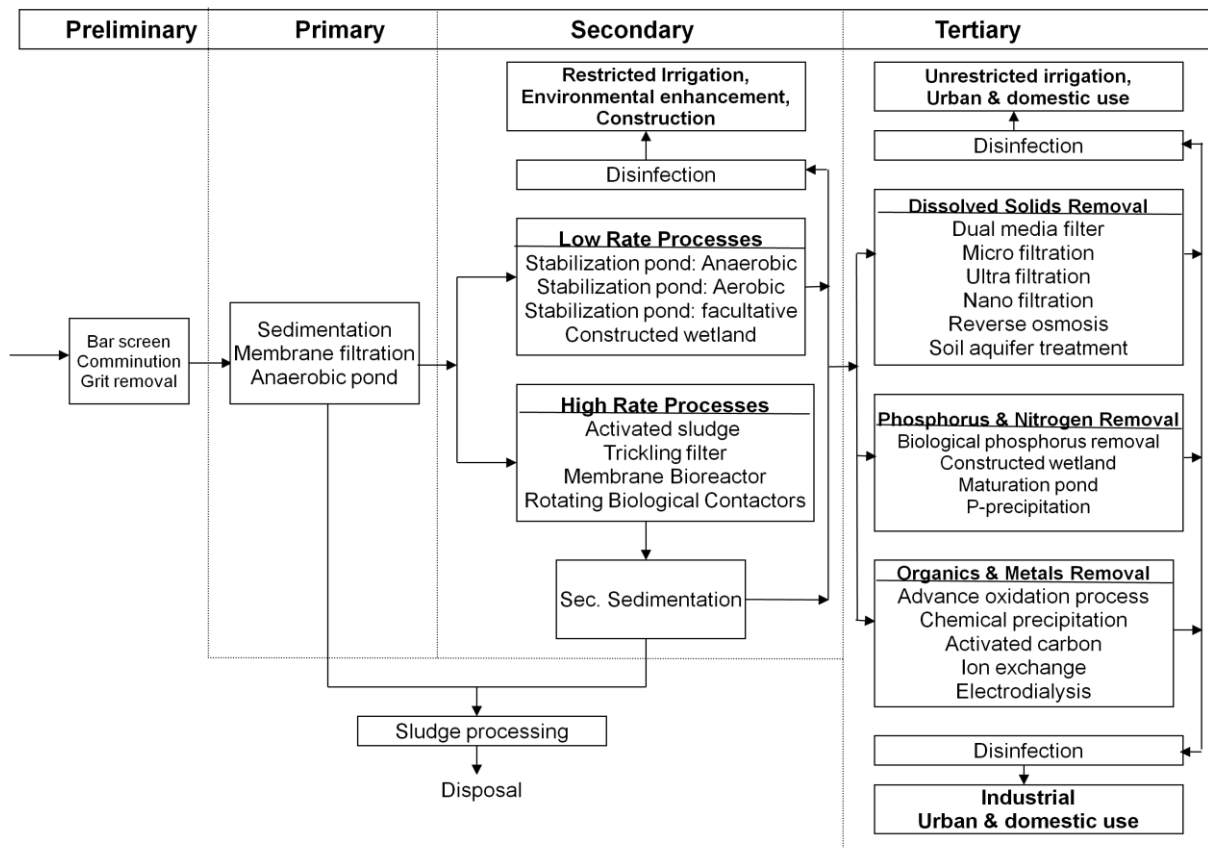 Preliminary
Primary
Secondary
Tertiary
Restricted Irrigation,
Environmental enhancement,
Construction
Disinfection
Low Rate Processes
Stabilization pond: Anaerobic
Stabilization pond: Aerobic
Stabilization pond: facultative
Constructed wetland
Bar screen
Comminution
Grit removal
Sedimentation
Membrane filtration
Anaerobic pond
High Rate Processes
Activated sludge
Trickling filter
Membrane Bioreactor
Rotating Biological Contactors
Sec. Sedimentation
Sludge processing
Disposal
Unrestricted irrigation,
Urban & domestic use
Disinfection
Dissolved Solids Removal
Dual media filter
Micro filtration
Ultra filtration
Nano filtration
Reverse osmosis
Soil aquifer treatment
Phosphorus & Nitrogen Removal
Biological phosphorus removal
Constructed wetland
Maturation pond
P-precipitation
Organics & Metals Removal
Advance oxidation process
Chemical precipitation
Activated carbon
Ion exchange
Electrodialysis
Disinfection
Industrial
Urban & domestic use